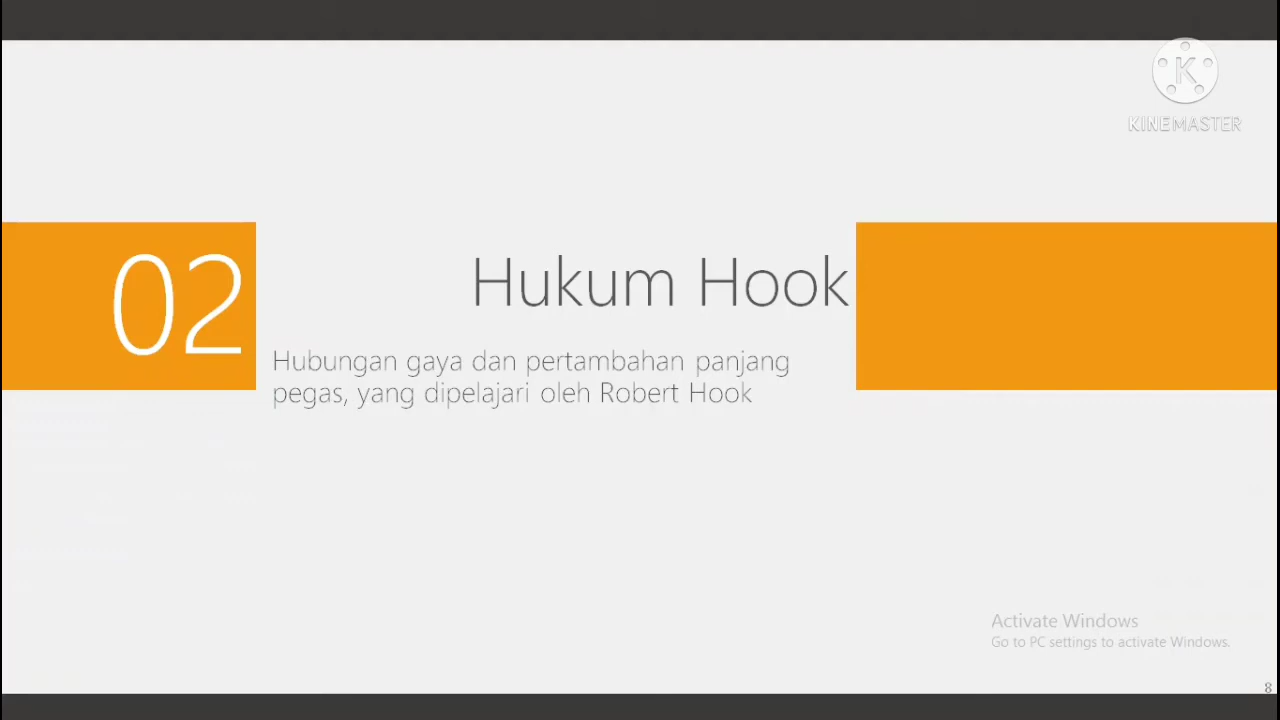 K
KINEMASTER
02
Hukum Hook
Hubungan gaya dan pertambahan panjang
pegas, yang dipelajari oleh Robert Hook
Activate Windows
Go to PC settings to activate Windows.
8